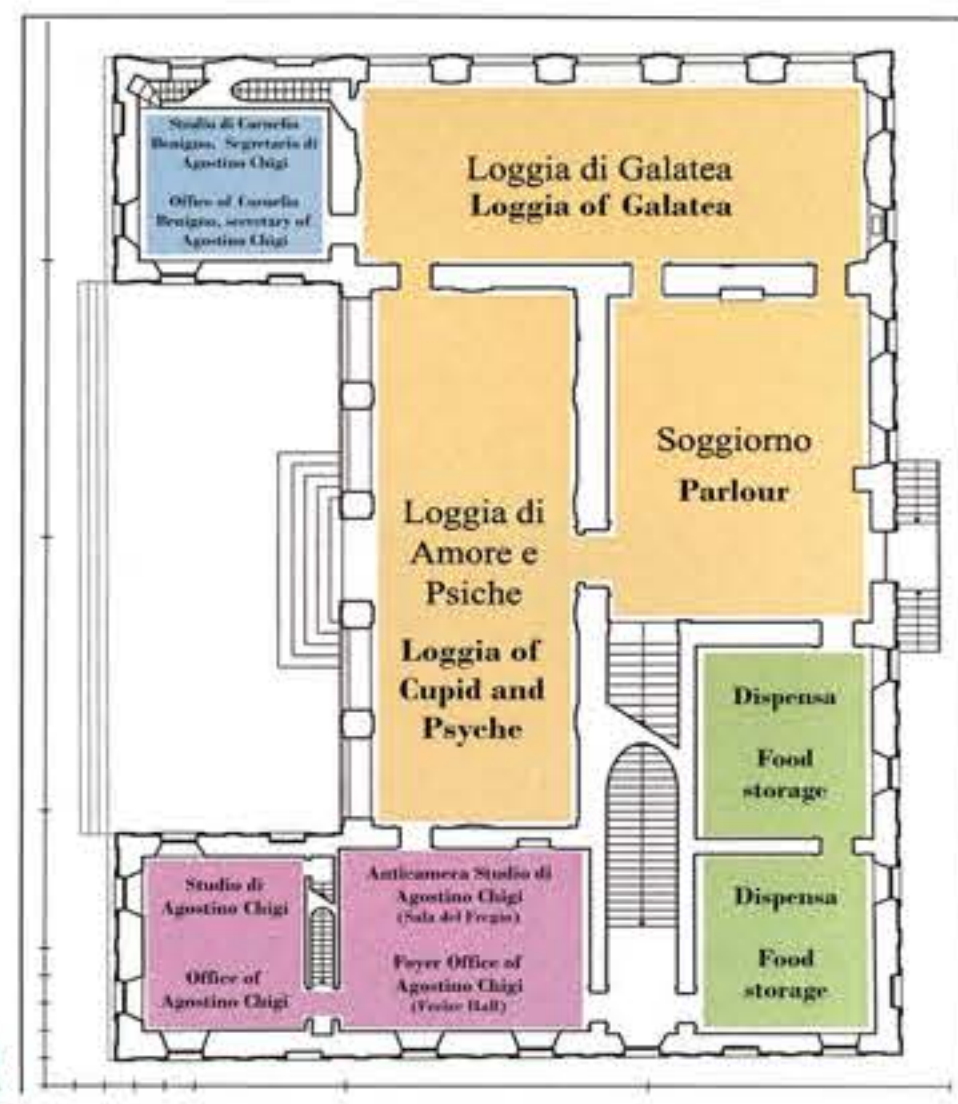 Studio di Cornelio
Benigno, Segretario di
Agostino Chigi
Office of Cornelio
Benigno, secretary of
Agostino Chigi
Loggia di Galatea
Loggia of Galatea
Soggiorno
Parlour
Loggia di
Amore e
Psiche
Loggia of
Cupid and
Psyche
Dispensa
Food
storage
Studio di
Agostino Chigi
Office of
Agostino Chigi
Anticamera Studio di
Agostino Chigi
(Sala del Fregio)
Foyer Office of
Agostino Chigi
Hall)
Dispensa
Food
storage